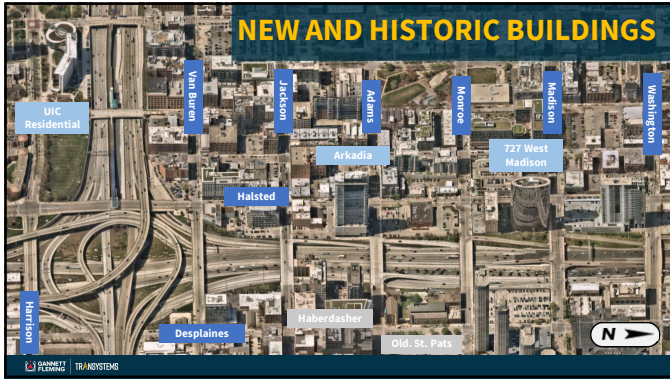 NEW AND HISTORIC BUILDINGS
UIC
Residential
Van Buren
Jackson
Adams
Monroe
Madison
Washington
Arkadia
727 West
Madison
Halsted
Harrison
Haberdasher
Desplaines
Old. St. Pats
N
GANNETT
FLEMING
TRANSYSTEMS